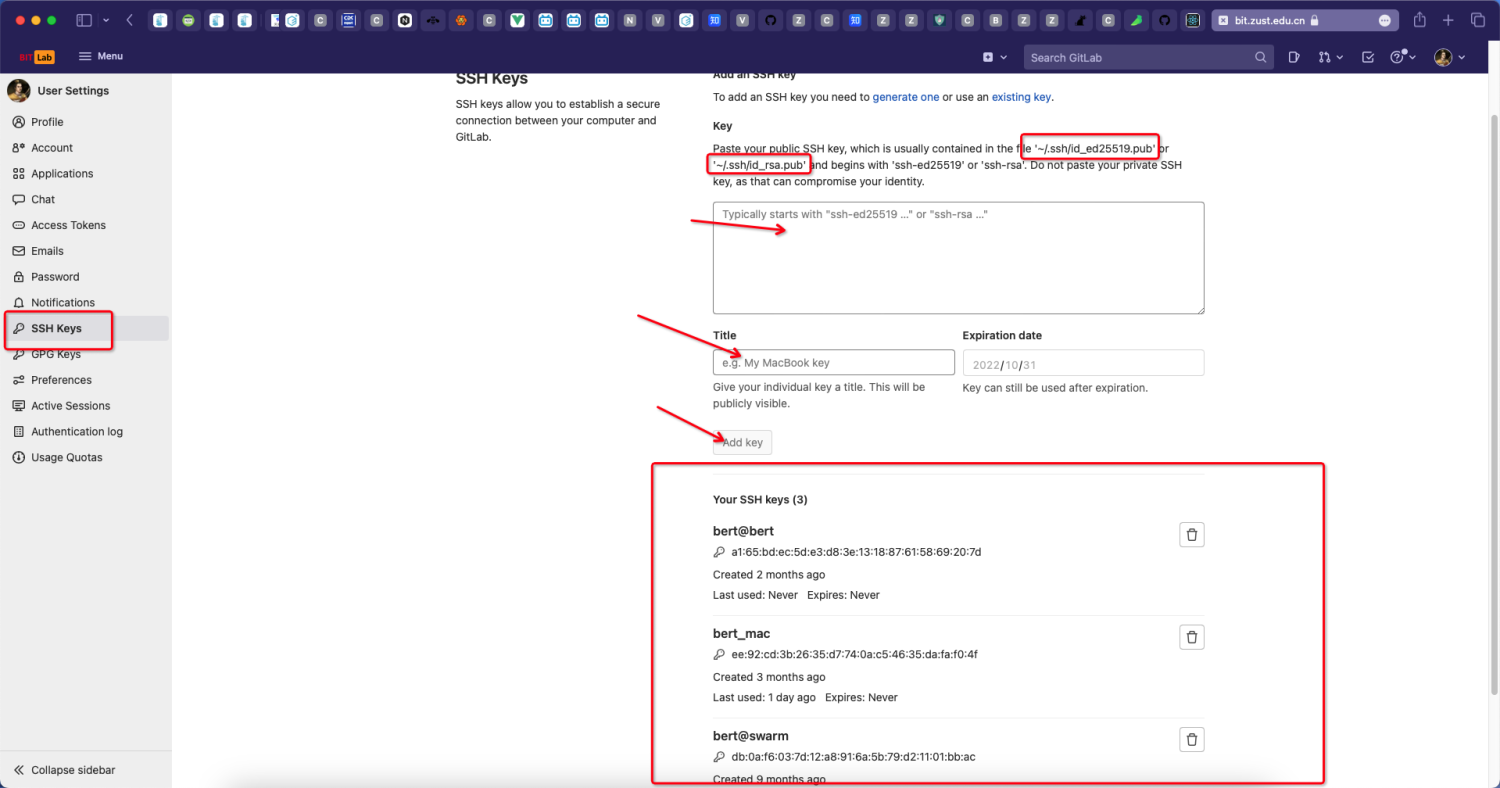 bit.zust.edu.cn
BIT Lab
Menu
Search GitLab
User Settings
Profile
Account
Applications
Chat
Access Tokens
Emails
Password
Notifications
SSH Keys
GPG Keys
Preferences
Active Sessions
Authentication log
Usage Quotas
Collapse sidebar
SSH Keys
SSH keys allow you to establish a secure
connection between your computer and
GitLab.
Add an SSH key
To add an SSH key you need to generate one or use an existing key.
Key
Paste your public SSH key, which is usually contained in the file '~/.ssh/id_ed25519.pub' or
'~/.ssh/id_rsa.pub' and begins with 'ssh-ed25519' or 'ssh-rsa'. Do not paste your private SSH
key, as that can compromise your identity.
Typically starts with "ssh-ed25519 ..." or "ssh-rsa ..."
Title
Expiration date
e.g. My MacBook key
2022/10/31
Give your individual key a title. This will be
publicly visible.
Key can still be used after expiration.
Add key
Your SSH keys (3)
bert@bert
a1:65:bd:ec:5d:e3:d8:3e:13:18:87:61:58:69:20:7d
Created 2 months ago
Last used: Never Expires: Never
bert_mac
ee:92:cd:3b:26:35:d7:74:0a:c5:46:35:da:fa:f0:4f
Created 3 months ago
Last used: 1 day ago Expires: Never
bert@swarm
db:0a:f6:03:7d:12:a8:91:6a:5b:79:d2:11:01:bb:ac
Created 9 months ago